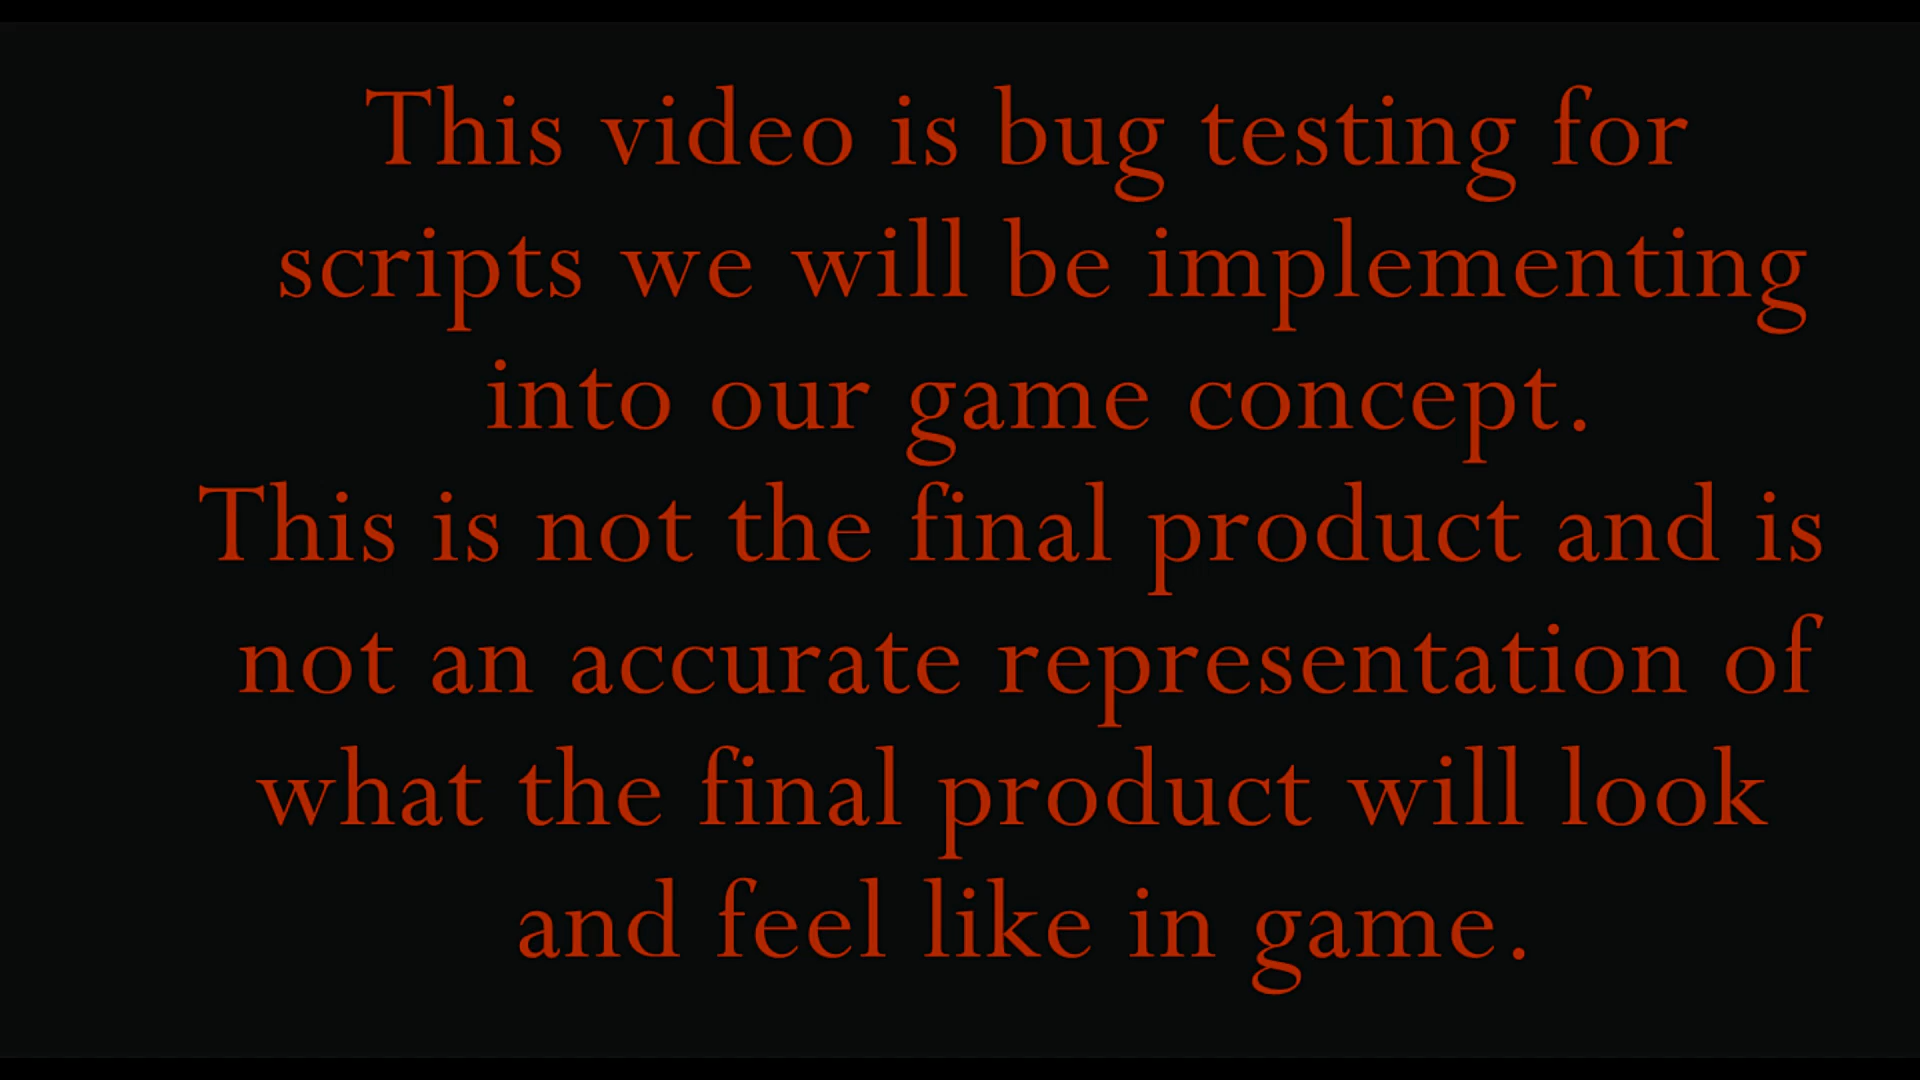 This video is bug testing for
scripts we will be implementing
into our game concept.
This is not the final product and is
not an accurate representation of
what the final product will look
and feel like in game.